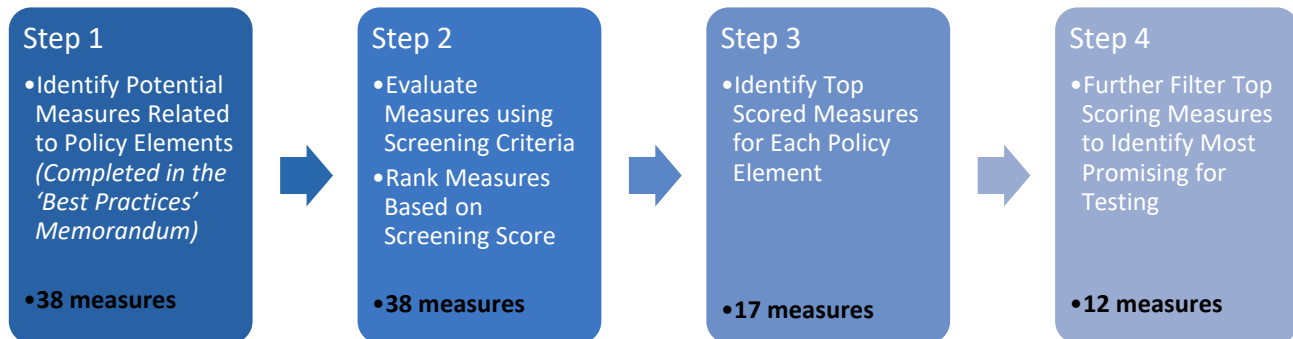 Step 1
•Identify Potential
Measures Related
to Policy Elements
(Completed in the
‘Best Practices’
Memorandum)
•38 measures
Step 2
•Evaluate
Measures using
Screening Criteria
•Rank Measures
Based on
Screening Score
•38 measures
Step 3
•Identify Top
Scored Measures
for Each Policy
Element
•17 measures
Step 4
•Further Filter Top
Scoring Measures
to Identify Most
Promising for
Testing
•12 measures